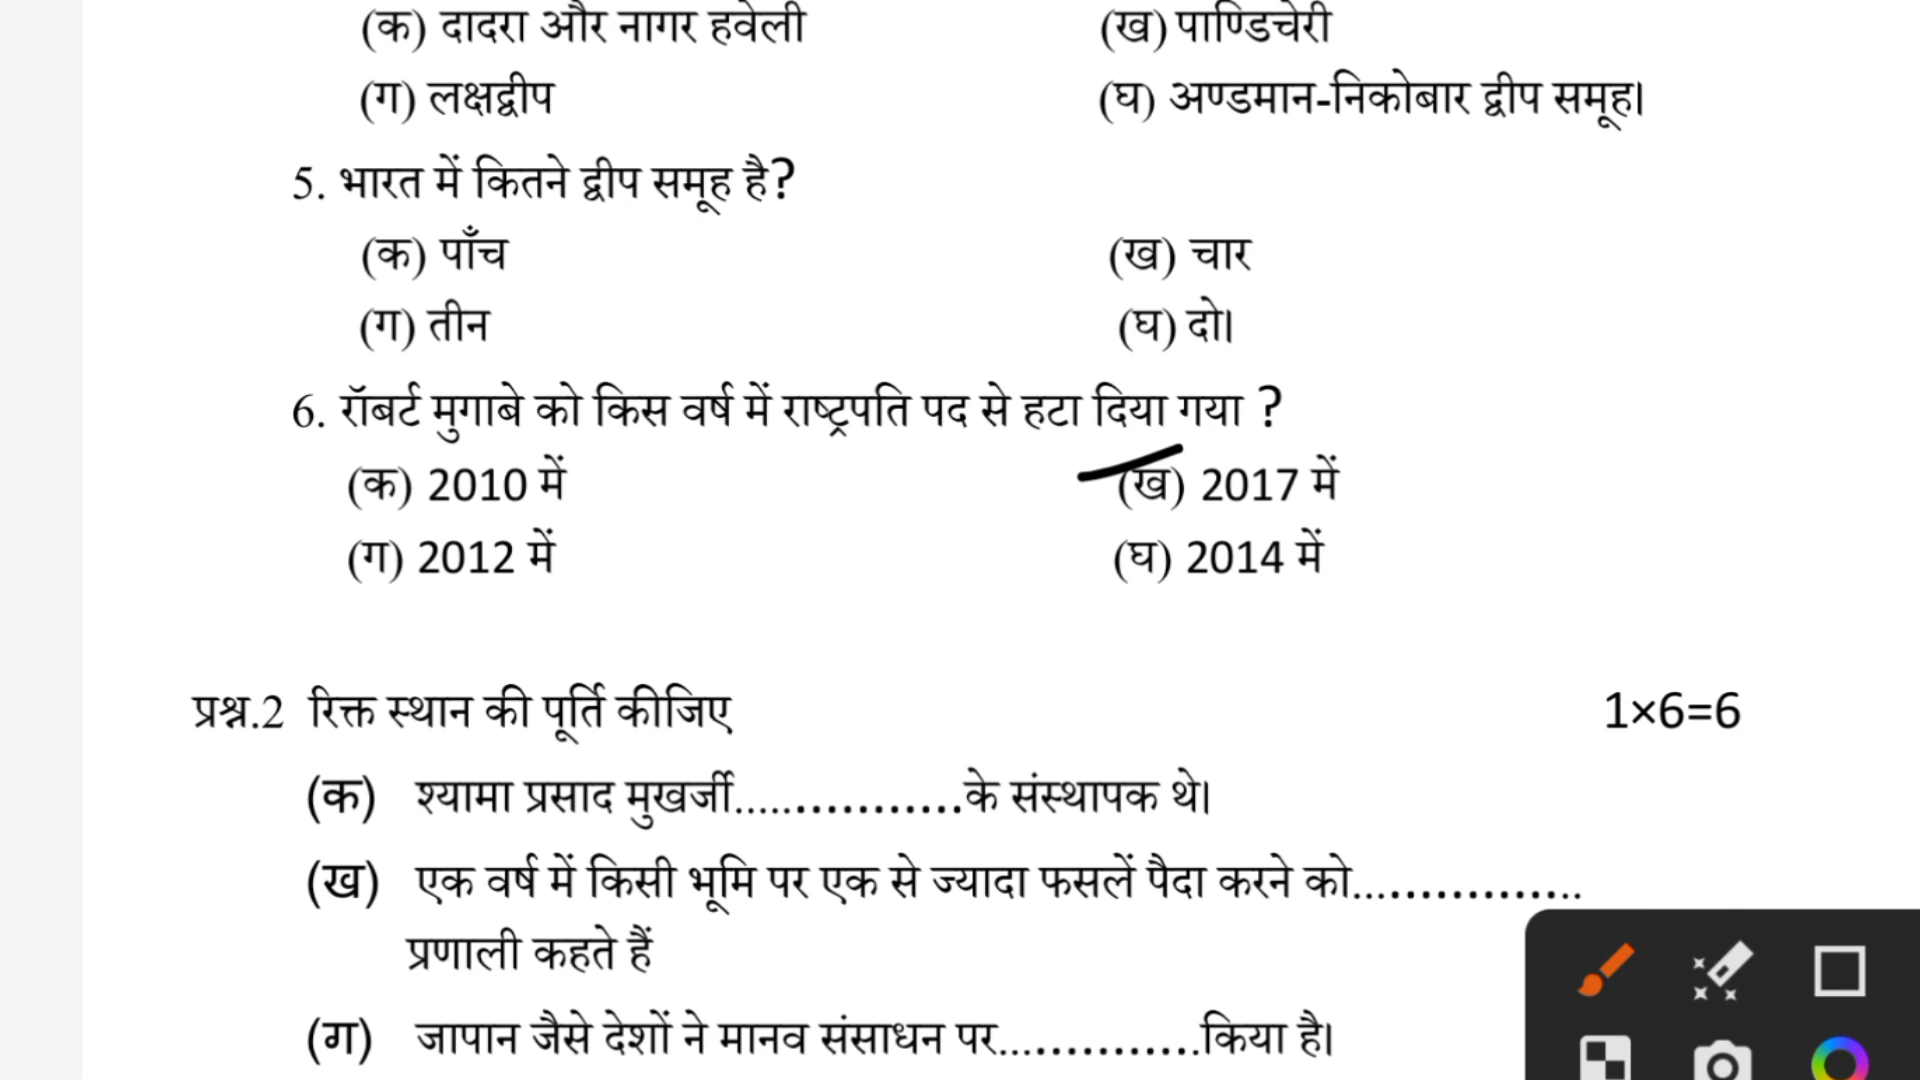 (क) दादरा और नागर हवेली (ख) पाण्डिचेरी
(ग) लक्षद्वीप (घ) अण्डमान-निकोबार द्वीप समूह।
5. भारत में कितने द्वीप समूह है?
(क) पाँच (ख) चार
(ग) तीन (घ) दो।
6. रॉबर्ट मुगाबे को किस वर्ष में राष्ट्रपति पद से हटा दिया गया ?
(क) 2010 में (ख) 2017 में
(ग) 2012 में (घ) 2014 में
प्रश्न.2 रिक्त स्थान की पूर्ति कीजिए 1×6=6
(क) श्यामा प्रसाद मुखर्जी................के संस्थापक थे।
(ख) एक वर्ष में किसी भूमि पर एक से ज्यादा फसलें पैदा करने को................
प्रणाली कहते हैं
(ग) जापान जैसे देशों ने मानव संसाधन पर..............किया है।